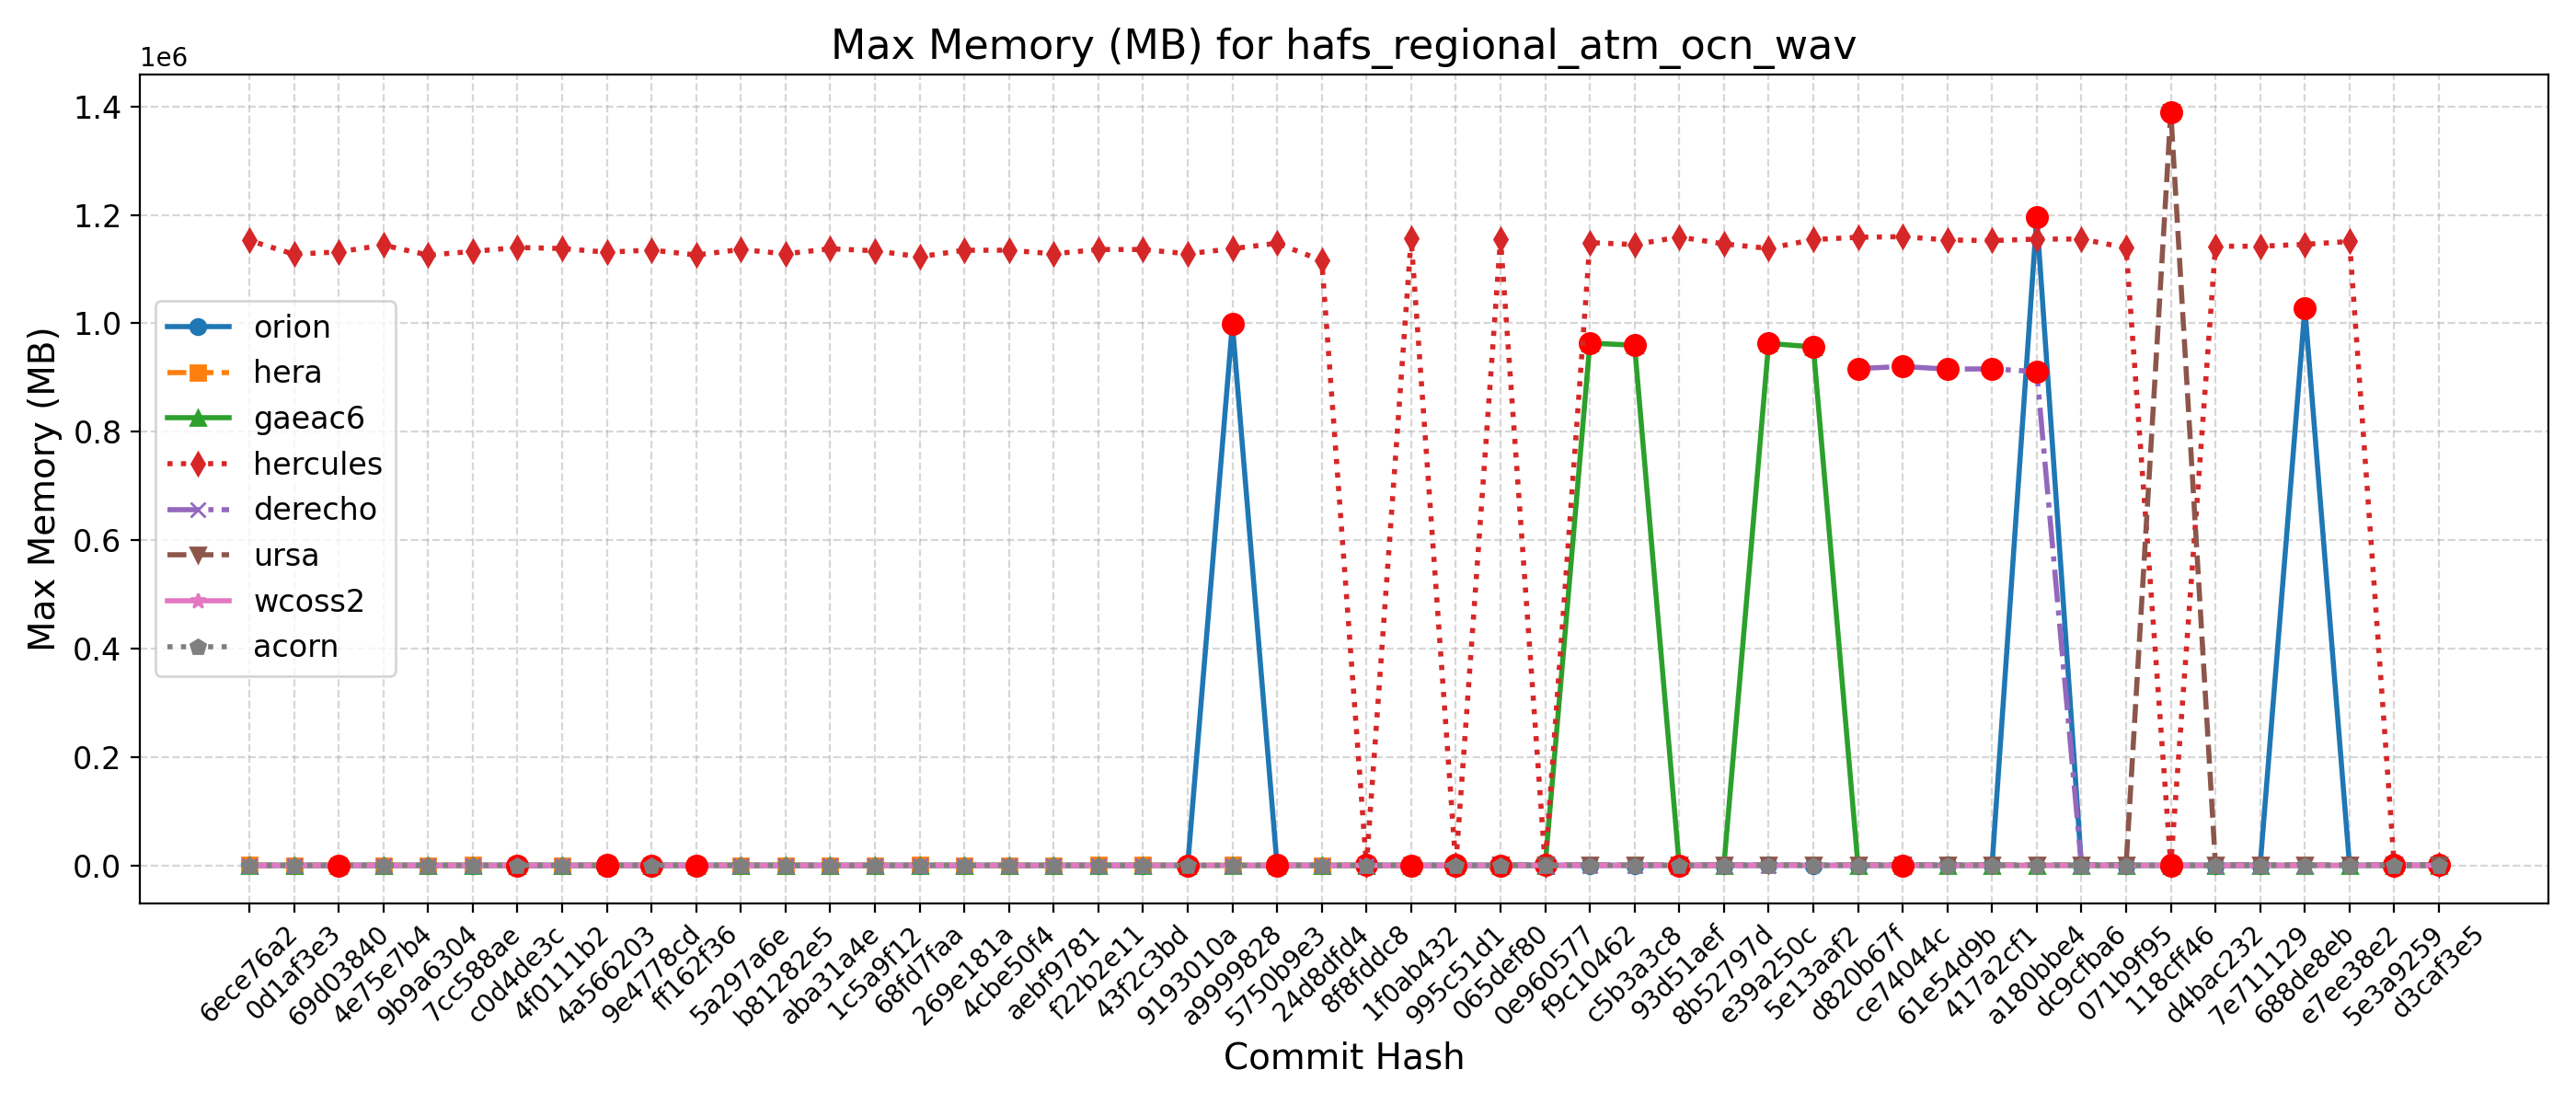 Max Memory (MB) for hafs_regional_atm_ocn_wav
1e6
1.4
1.2
1.0
0.8
0.6
0.4
0.2
0.0
Max Memory (MB)
orion
hera
gaeac6
hercules
derecho
ursa
wcoss2
acorn
6ece76a2
0d1af3e3
69d03840
4e75e7b4
9b9a6304
7cc588ae
c0d4de3c
4f0111b2
4a566203
9e4778cd
ff162f36
5a297a6e
b81282e5
aba31a4e
1c5a9f12
68fd7faa
269e181a
4cbe50f4
aebf9781
f22b2e11
43f2c3bd
9193010a
a9999828
5750b9e3
24d8dfd4
8f8fddc8
1f0ab432
995c51d1
065def80
0e960577
f9c10462
c5b3a3c8
93d51aef
8b52797d
e39a250c
5e13aaf2
d820b67f
ce74044c
61e54d9b
417a2cf1
a180bbe4
dc9cfba6
071b9f95
118cff46
d4bac232
7e711129
688de8eb
e7ee38e2
5e3a9259
d3caf3e5
Commit Hash